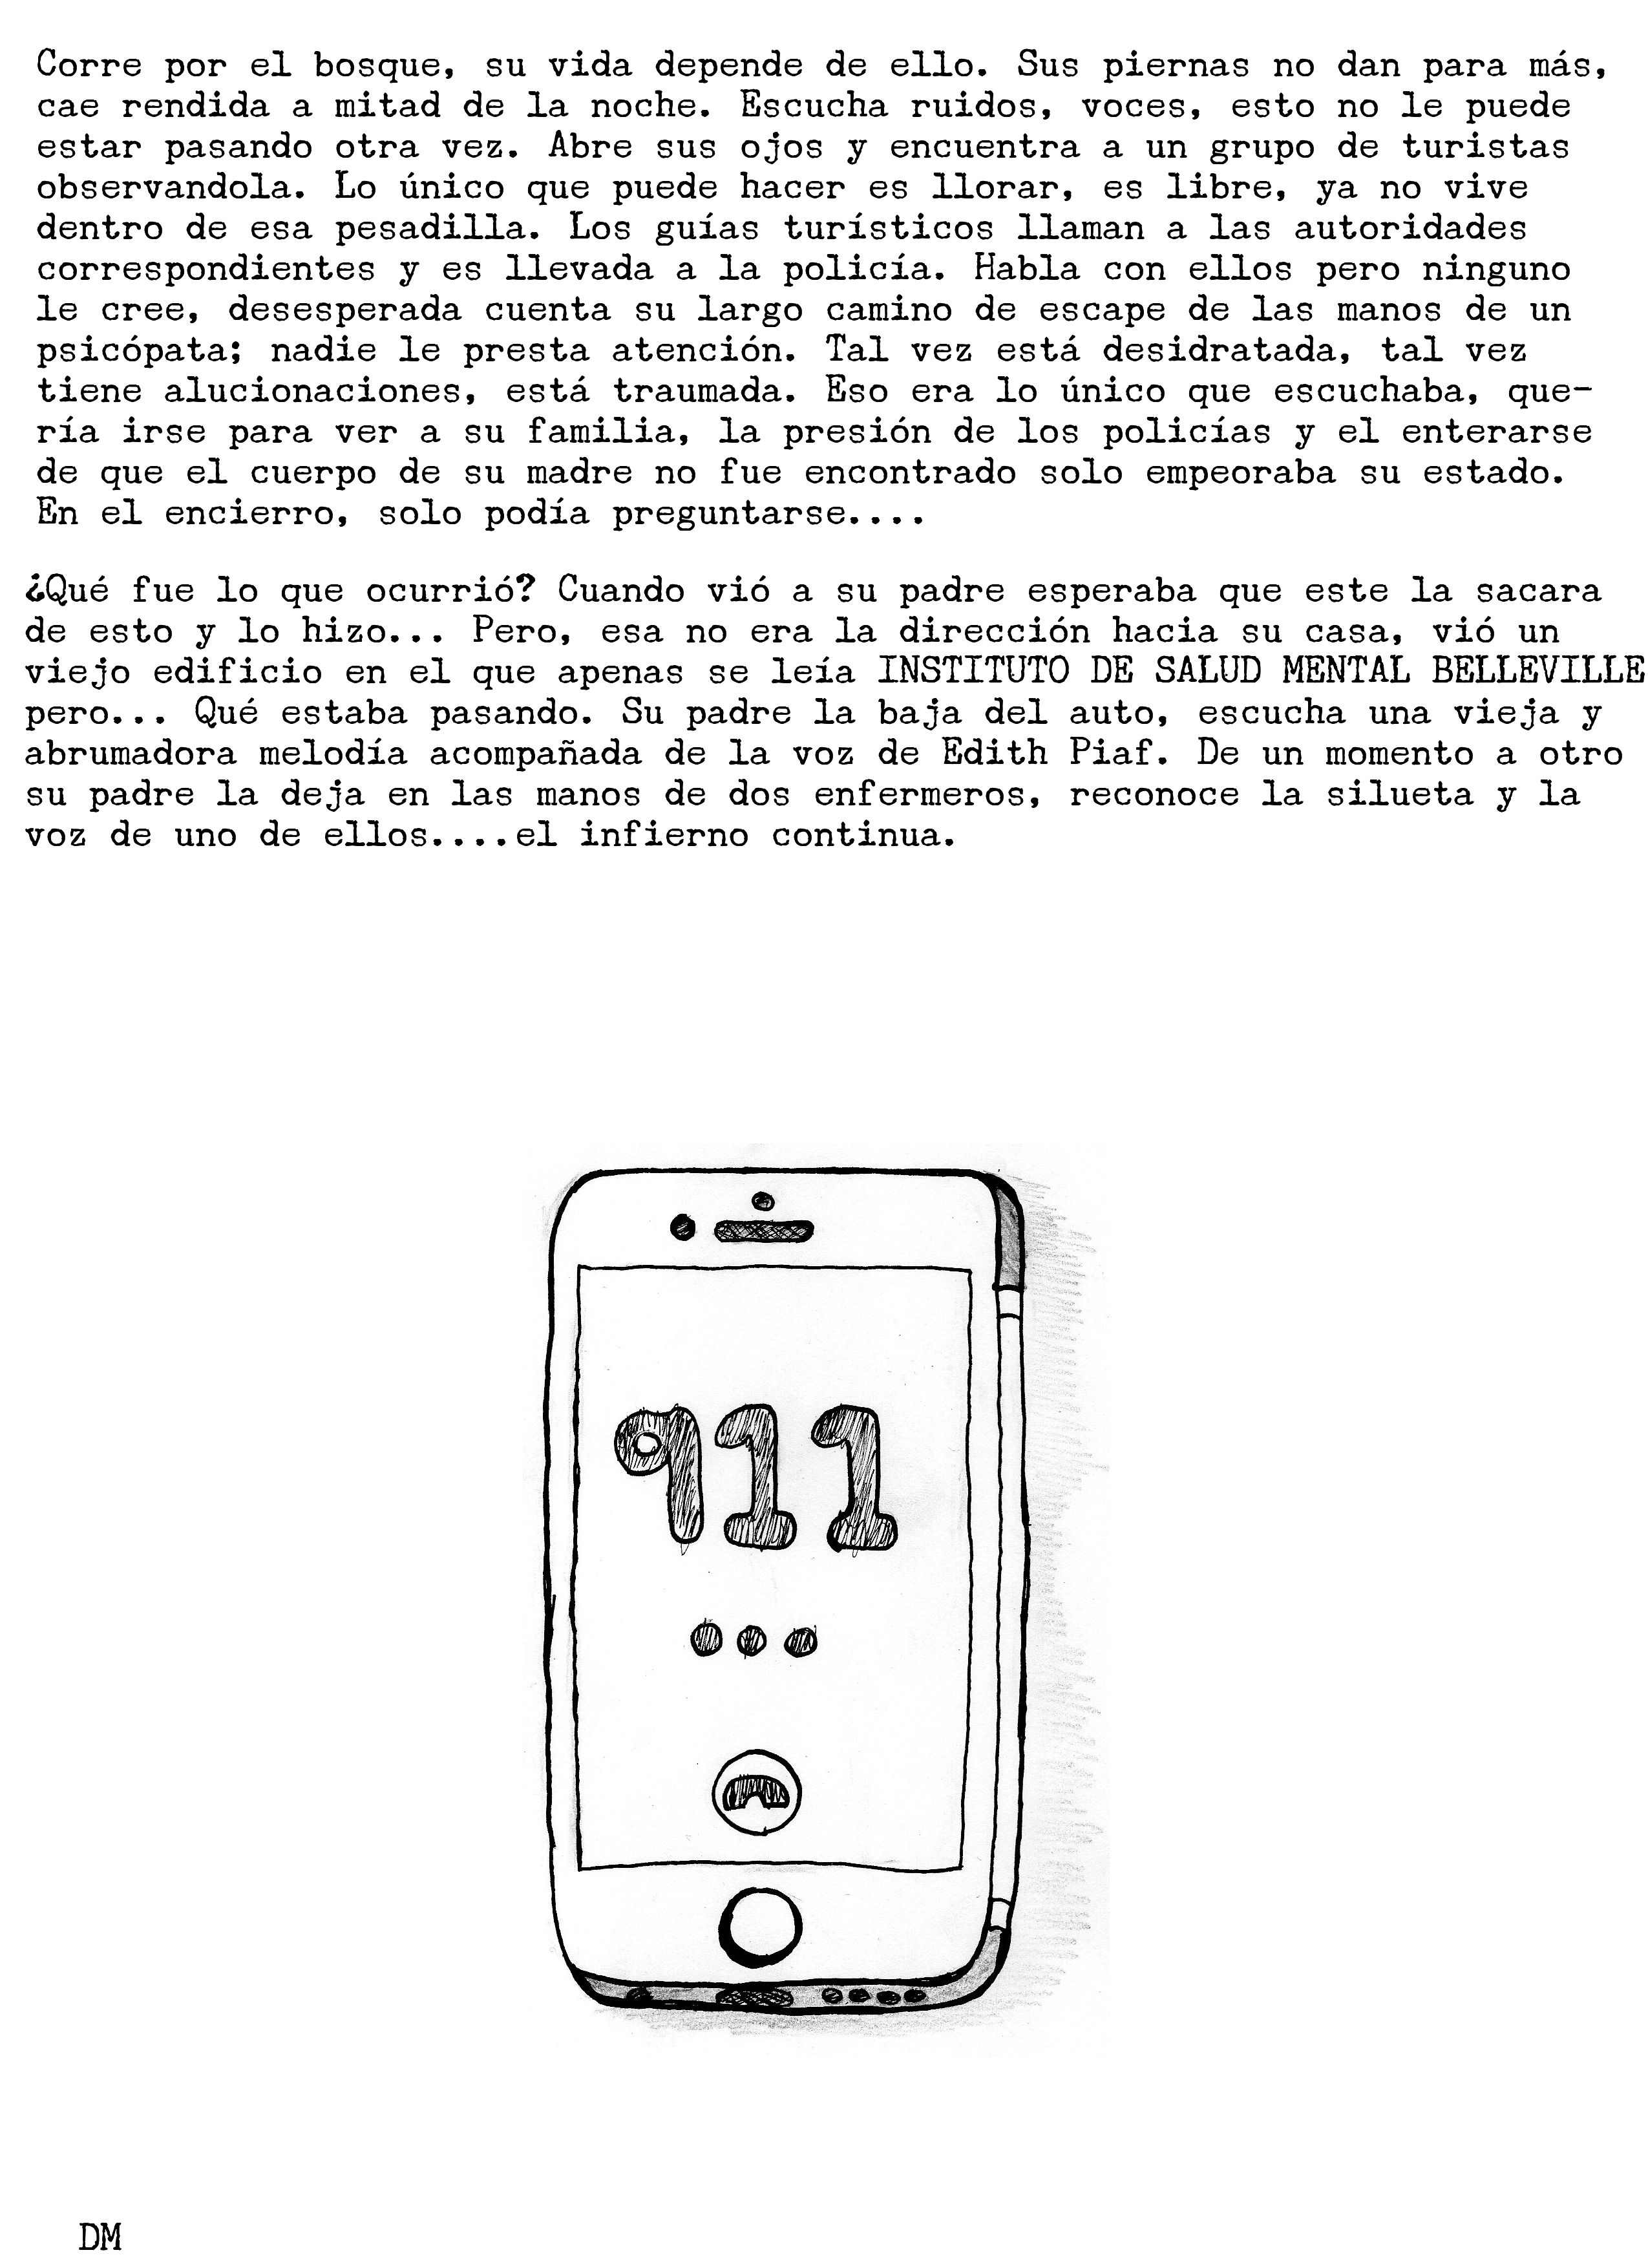 Corre por el bosque, su vida depende de ello. Sus piernas no dan para más,
cae rendida a mitad de la noche. Escucha ruidos, voces, esto no le puede
estar pasando otra vez. Abre sus ojos y encuentra a un grupo de turistas
observandola. Lo único que puede hacer es llorar, es libre, ya no vive
dentro de esa pesadilla. Los guías turísticos llaman a las autoridades
correspondientes y es llevada a la policía. Habla con ellos pero ninguno
le cree, desesperada cuenta su largo camino de escape de las manos de un
psicópata; nadie le presta atención. Tal vez está desidratada, tal vez
tiene alucionaciones, está traumada. Eso era lo único que escuchaba, que-
ría irse para ver a su familia, la presión de los policías y el enterarse
de que el cuerpo de su madre no fue encontrado solo empeoraba su estado.
En el encierro, solo podía preguntarse....
¿Qué fue lo que ocurrió? Cuando vió a su padre esperaba que este la sacara
de esto y lo hizo... Pero, esa no era la dirección hacia su casa, vió un
viejo edificio en el que apenas se leía INSTITUTO DE SALUD MENTAL BELLEVILLE
pero... Qué estaba pasando. Su padre la baja del auto, escucha una vieja y
abrumadora melodía acompañada de la voz de Edith Piaf. De un momento a otro
su padre la deja en las manos de dos enfermeros, reconoce la silueta y la
voz de uno de ellos....el infierno continua.
911
...
DM